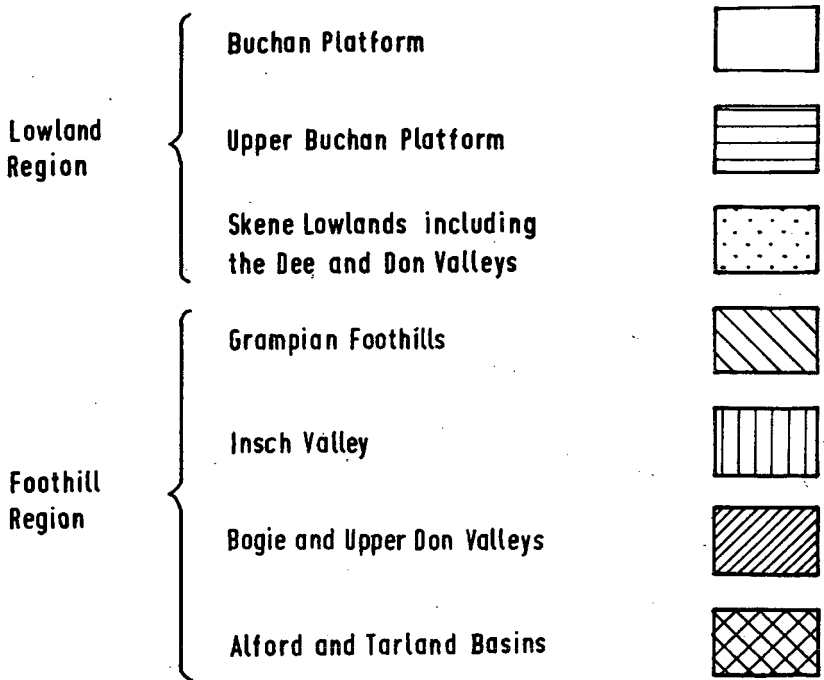 Lowland
Region
Buchan Platform
Upper Buchan Platform
Skene Lowlands including
the Dee and Don Valleys
Foothill
Region
Grampian Foothills
Insch Valley
Bogie and Upper Don Valleys
Alford and Tarland Basins